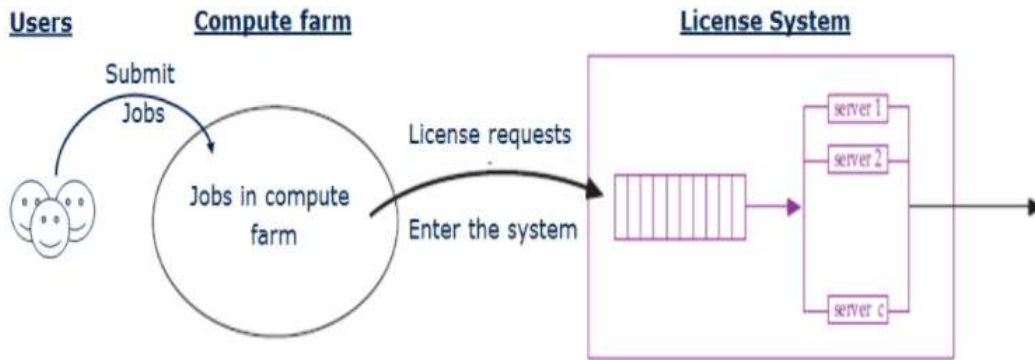 Users
Compute farm
License System
Submit
Jobs
Jobs in compute
farm
License requests
Enter the system
server 1
server 2
server c